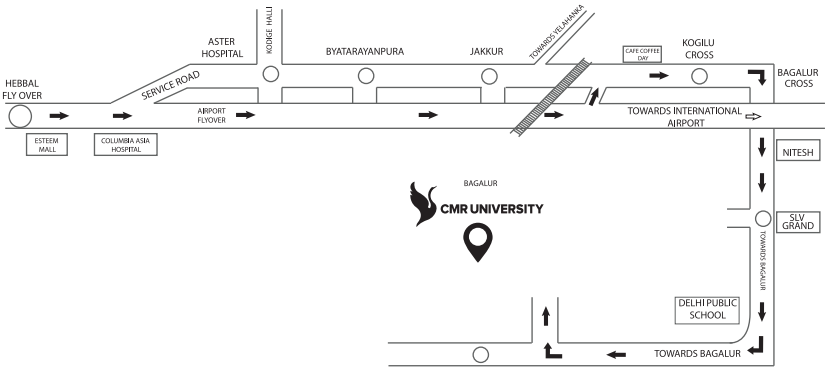 KODIGE HALLI
TOWARDS YELAHANKA
ASTER
HOSPITAL
BYATARAYANPURA
JAKKUR
CAFE COFFEE
DAY
KOGILU
CROSS
HEBBAL
FLY OVER
SERVICE ROAD
BAGALUR
CROSS
AIRPORT
FLYOVER
TOWARDS INTERNATIONAL
AIRPORT
ESTEEM
MALL
COLUMBIA ASIA
HOSPITAL
NITESH
BAGALUR
CMR UNIVERSITY
SLV
GRAND
TOWARDS BAGALUR
DELHI PUBLIC
SCHOOL
TOWARDS BAGALUR